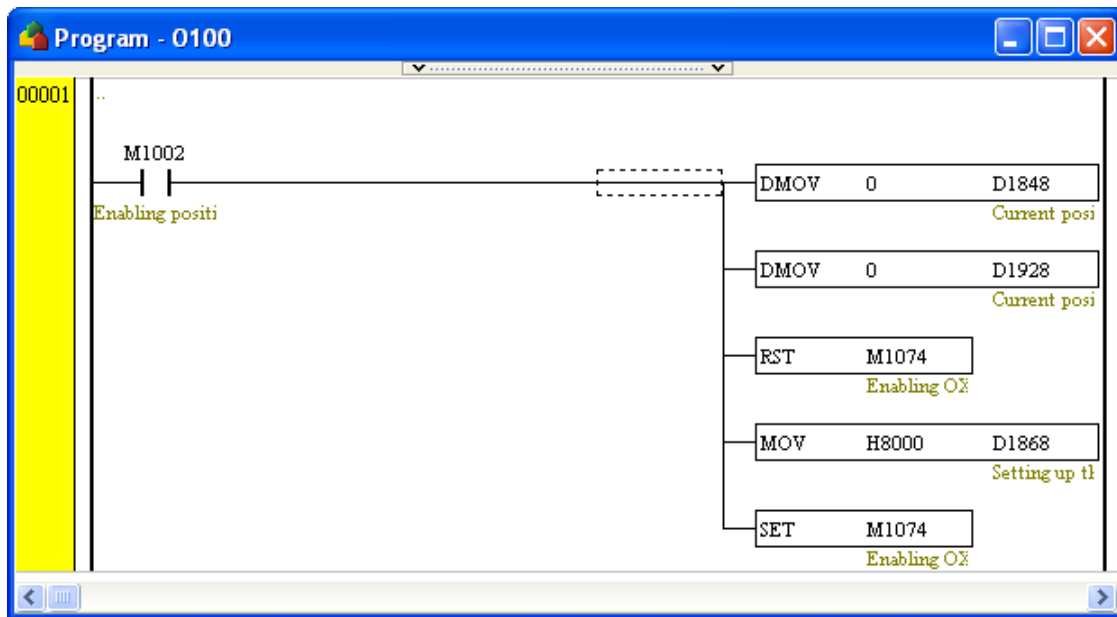 Program - O100
00001
M1002
Enabling positi
DMOV 0 D1848
Current posi
DMOV 0 D1928
Current posi
RST M1074
Enabling OX
MOV H8000 D1868
Setting up th
SET M1074
Enabling OX